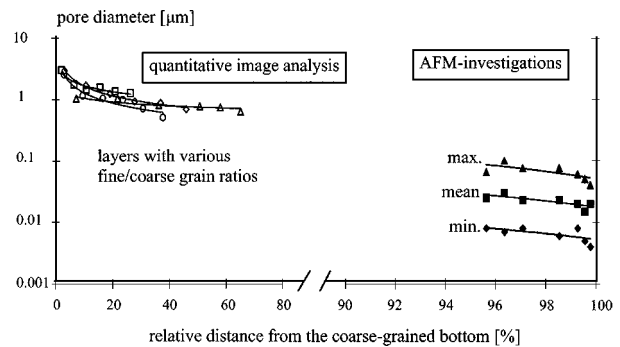 pore diameter [μm]
10
quantitative image analysis
AFM-investigations
1
layers with various
fine/coarse grain ratios
0.1
max.
mean
0.01
min.
0.001
0 20 40 60 80 90 92 94 96 98 100
relative distance from the coarse-grained bottom [%]